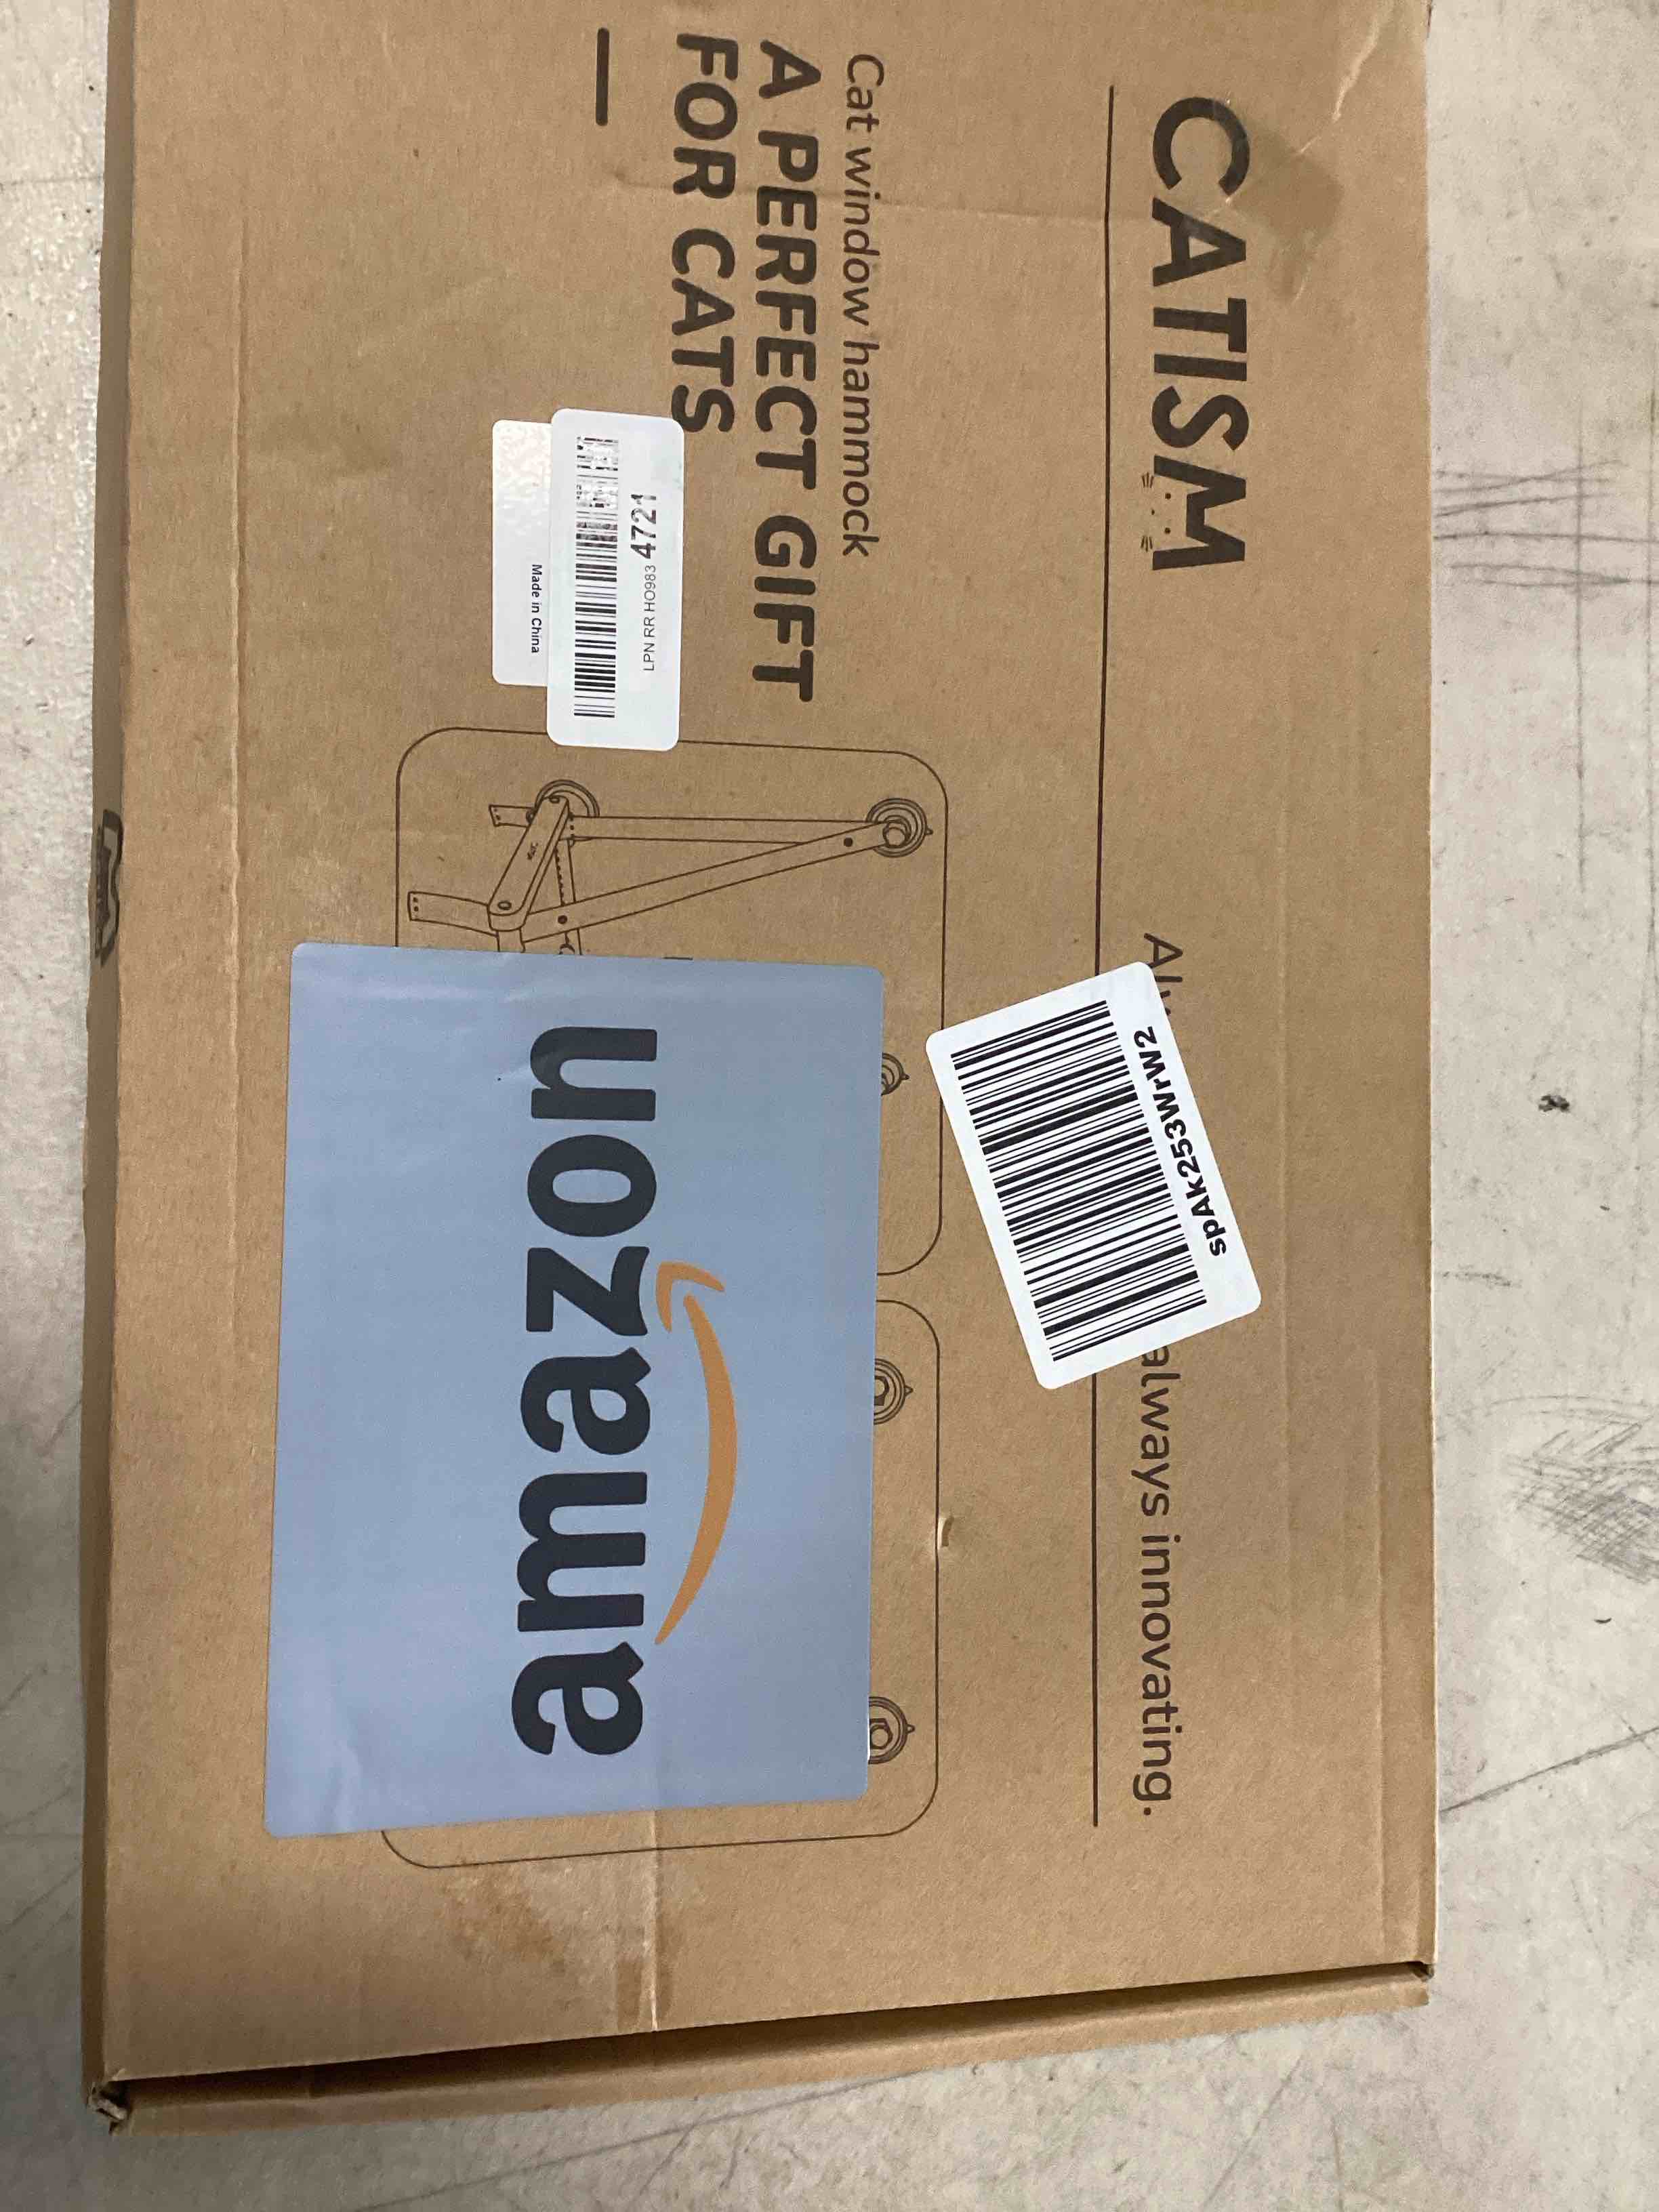 CATISM
Always innovating.
Cat window hammock
A PERFECT GIFT
FOR CATS
LPN RR HO983 4721
Made in China
spAk253WrW2
amazon